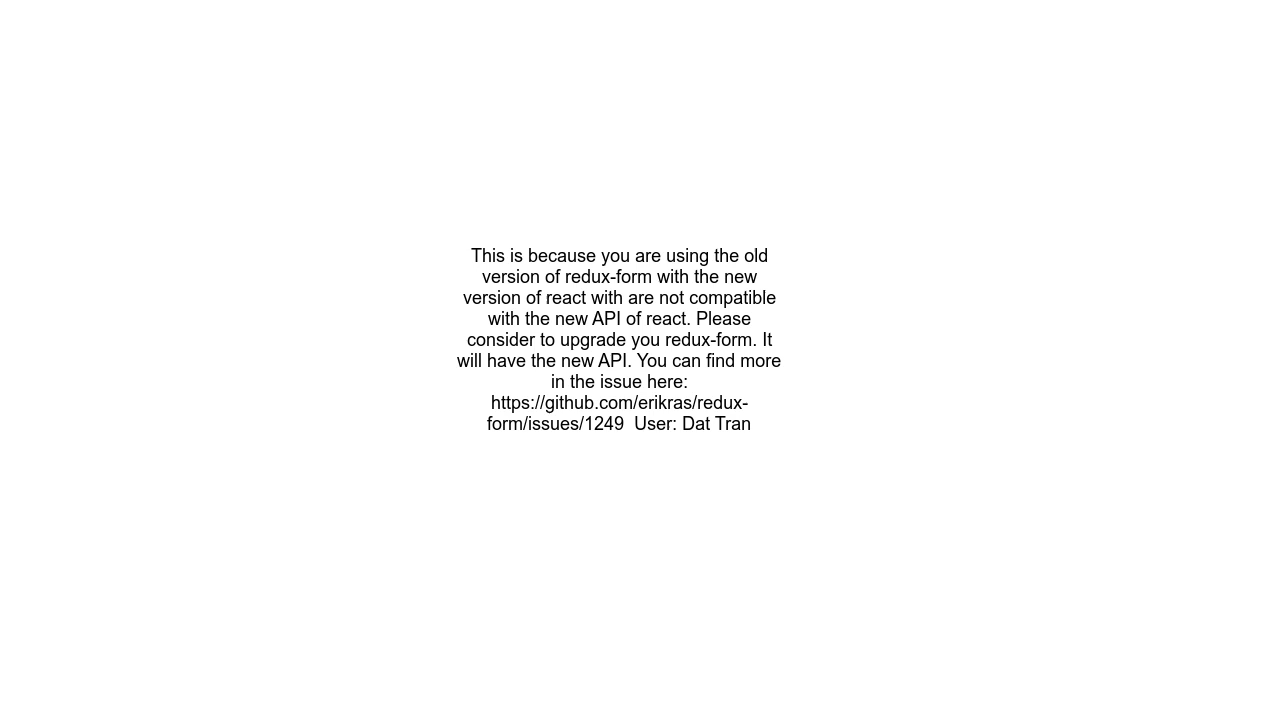 This is because you are using the old
version of redux-form with the new
version of react with are not compatible
with the new API of react. Please
consider to upgrade you redux-form. It
will have the new API. You can find more
in the issue here:
https://github.com/erikras/redux-
form/issues/1249  User: Dat Tran